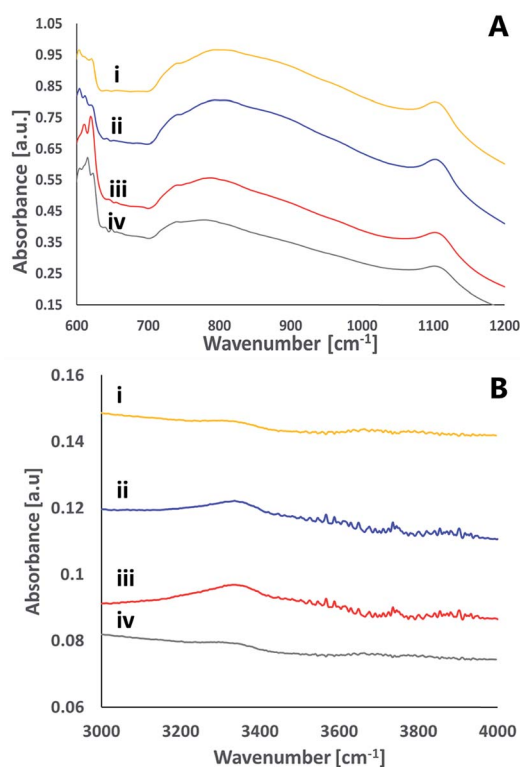 A
1.05
0.95
0.85
0.75
0.65
0.55
0.45
0.35
0.25
0.15
Absorbance [a.u.]
i
ii
iii
iv
600 700 800 900 1000 1100 1200
Wavenumber [cm-1]
B
0.16
0.14
0.12
0.1
0.08
0.06
Absorbance [a.u]
i
ii
iii
iv
3000 3200 3400 3600 3800 4000
Wavenumber [cm-1]